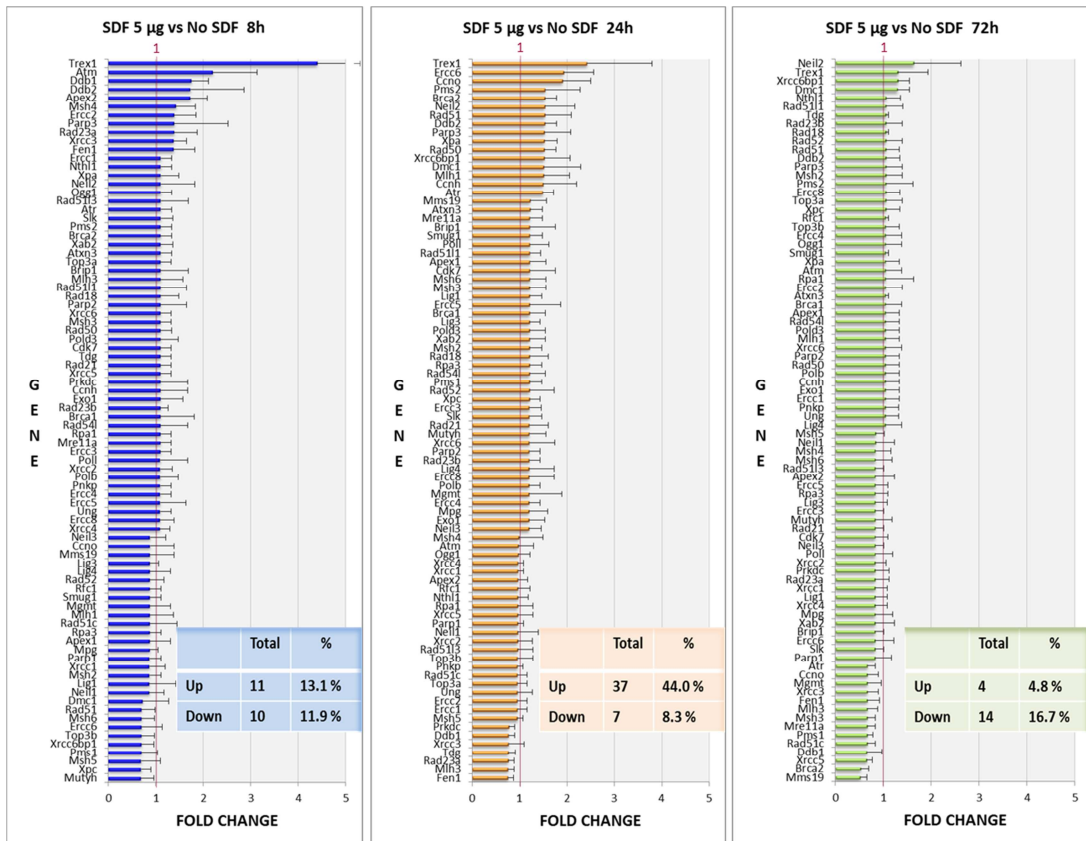 SDF 5 µg vs No SDF 8h
1
Trex1
Atm
Ddb1
Ddb2
Apex2
Msh4
Ercc2
Parp3
Rad23a
Xrcc3
Fen1
Ercc1
Nthl1
Xpa
Neil2
Ogg1
Rad51l3
Atr
Slk
Pms2
Brca2
Xab2
Atxn3
Top3a
Brip1
Mlh3
Rad51l1
Rad18
Parp2
Xrcc6
Msh3
Rad50
Pold3
Cdk7
Tdg
Rad21
Xrcc5
Prkdc
Ccnh
Exo1
Rad23b
Brca1
Rad54l
Rpa1
Mre11a
Ercc3
Poll
Xrcc2
Polb
Pnkp
Ercc4
Ercc5
Ung
Ercc8
Xrcc4
Neil3
Ccno
Mms19
Lig3
Lig4
Rad52
Rfc1
Smug1
Mgmt
Mlh1
Rad51c
Rpa3
Apex1
Mpg
Parp1
Xrcc1
Msh2
Lig1
Neil1
Dmc1
Rad51
Msh6
Ercc6
Top3b
Xrcc6bp1
Pms1
Msh5
Xpc
Mutyh
G
E
N
E
Total %
Up 11 13.1 %
Down 10 11.9 %
0 1 2 3 4 5
FOLD CHANGE
SDF 5 µg vs No SDF 24h
1
Trex1
Ercc6
Ccno
Pms2
Brca2
Neil2
Rad51
Ddb2
Parp3
Xpa
Rad50
Xrcc6bp1
Dmc1
Mlh1
Ccnh
Atr
Mms19
Atxn3
Mre11a
Brip1
Smug1
Poll
Rad51l1
Apex1
Cdk7
Msh6
Msh3
Lig1
Ercc5
Brca1
Lig3
Pold3
Xab2
Msh2
Rad18
Rpa3
Rad54l
Pms1
Rad52
Xpc
Ercc3
Slk
Rad21
Mutyh
Xrcc6
Parp2
Rad23b
Lig4
Ercc8
Polb
Mgmt
Ercc4
Mpg
Exo1
Neil3
Msh4
Atm
Ogg1
Xrcc4
Xrcc1
Apex2
Rfc1
Nthl1
Rpa1
Xrcc5
Parp1
Neil1
Xrcc2
Rad51l3
Top3b
Pnkp
Rad51c
Top3a
Ung
Ercc2
Ercc1
Msh5
Prkdc
Ddb1
Xrcc3
Tdg
Rad23a
Mlh3
Fen1
G
E
N
E
Total %
Up 37 44.0 %
Down 7 8.3 %
0 1 2 3 4 5
FOLD CHANGE
SDF 5 µg vs No SDF 72h
1
Neil2
Trex1
Xrcc6bp1
Dmc1
Nthl1
Rad51l1
Tdg
Rad23b
Rad18
Rad52
Rad51
Ddb2
Parp3
Msh2
Pms2
Ercc8
Top3a
Xpc
Rfc1
Top3b
Ercc4
Ogg1
Smug1
Xpa
Atm
Rpa1
Ercc2
Atxn3
Brca1
Apex1
Rad54l
Pold3
Mlh1
Xrcc6
Parp2
Rad50
Polb
Ccnh
Exo1
Ercc1
Pnkp
Ung
Lig4
Msh5
Neil1
Msh4
Msh6
Rad51l3
Apex2
Ercc5
Rpa3
Lig3
Ercc3
Mutyh
Rad21
Cdk7
Neil3
Poll
Xrcc2
Prkdc
Rad23a
Xrcc1
Lig1
Xrcc4
Mpg
Xab2
Brip1
Ercc6
Slk
Parp1
Atr
Ccno
Mgmt
Xrcc3
Fen1
Mlh3
Msh3
Mre11a
Pms1
Rad51c
Ddb1
Xrcc5
Brca2
Mms19
G
E
N
E
Total %
Up 4 4.8 %
Down 14 16.7 %
0 1 2 3 4 5
FOLD CHANGE